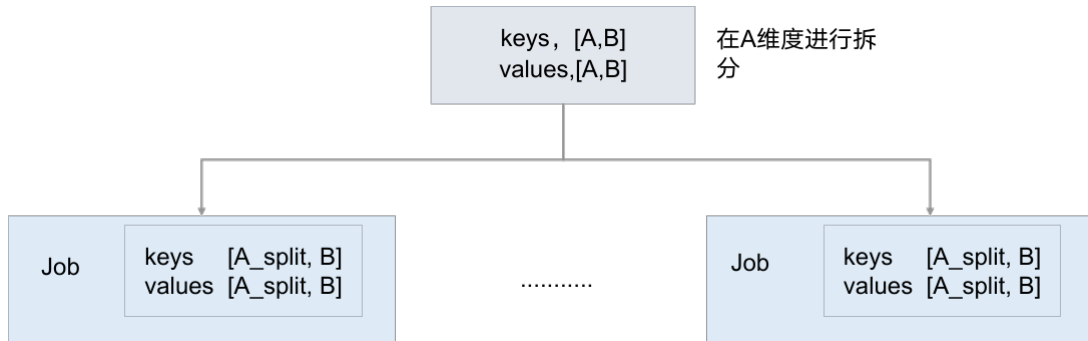 keys，[A,B]
values,[A,B]
在A维度进行拆
分
Job
keys [A_split, B]
values [A_split, B]
...........
Job
keys [A_split, B]
values [A_split, B]